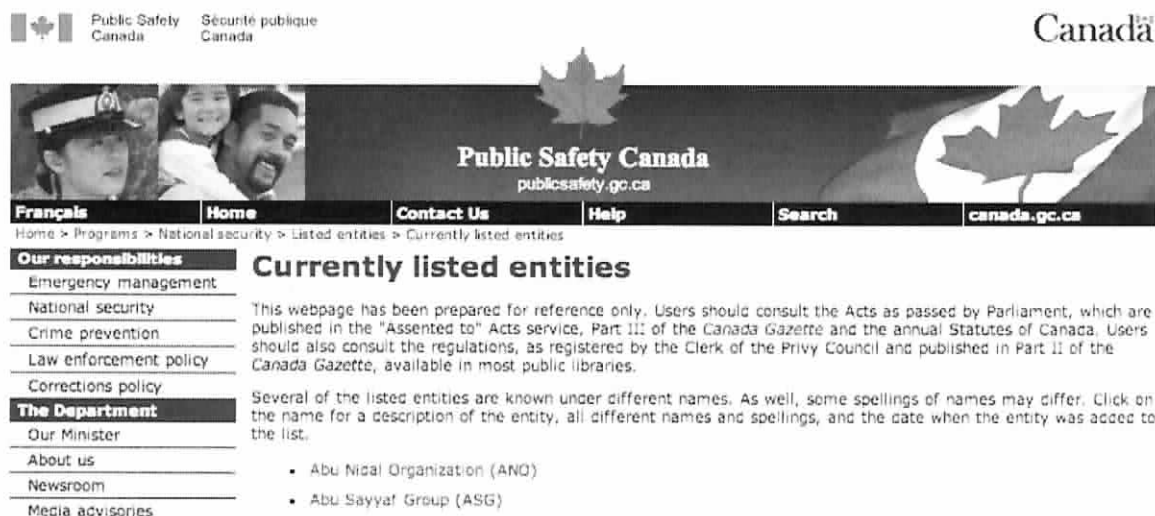 Public Safety Sécurité publique
Canada Canada
Canada
Public Safety Canada
publicsafety.gc.ca
Français Home Contact Us Help Search canada.gc.ca
Home > Programs > National security > Listed entities > Currently listed entities
Our responsibilities
Emergency management
National security
Crime prevention
Law enforcement policy
Corrections policy
The Department
Our Minister
About us
Newsroom
Media advisories
Currently listed entities
This webpage has been prepared for reference only. Users should consult the Acts as passed by Parliament, which are
published in the "Assented to" Acts service, Part III of the Canada Gazette and the annual Statutes of Canada. Users
should also consult the regulations, as registered by the Clerk of the Privy Council and published in Part II of the
Canada Gazette, available in most public libraries.
Several of the listed entities are known under different names. As well, some spellings of names may differ. Click on
the name for a description of the entity, all different names and spellings, and the date when the entity was added to
the list.
• Abu Nidal Organization (ANO)
• Abu Sayyaf Group (ASG)